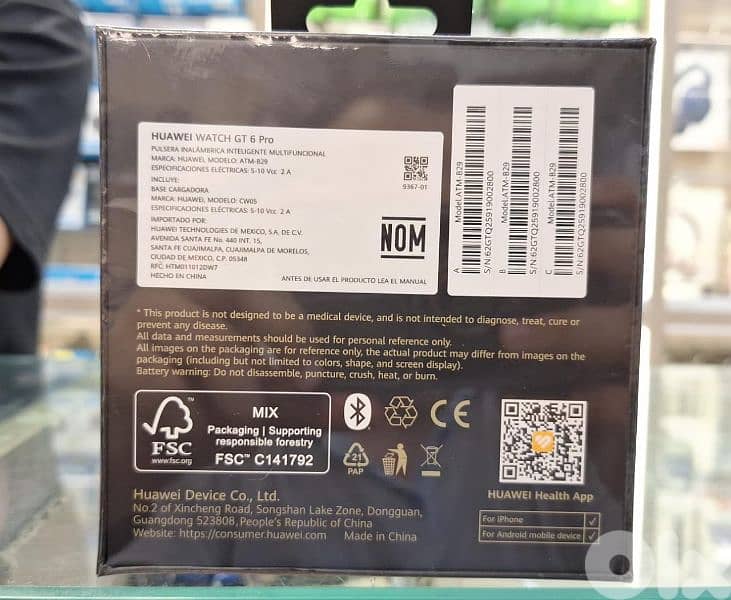 HUAWEI WATCH GT 6 Pro
PULSERA INALÁMBRICA INTELIGENTE MULTIFUNCIONAL
MARCA: HUAWEI, MODELO: ATM-B29
ESPECIFICACIONES ELÉCTRICAS: 5-10 Vcc 2 A
INCLUYE:
BASE CARGADORA
MARCA: HUAWEI, MODELO: CW05
ESPECIFICACIONES ELÉCTRICAS: 5-10 Vcc 2 A
IMPORTADO POR:
HUAWEI TECHNOLOGIES DE MEXICO, S.A. DE C.V.
AVENIDA SANTA FE No. 440 INT. 15,
SANTA FE CUAJIMALPA, CUAJIMALPA DE MORELOS,
CIUDAD DE MÉXICO, C.P. 05348
RFC: HTM011012DW7
HECHO EN CHINA
9367-01
NOM
ANTES DE USAR EL PRODUCTO LEA EL MANUAL
A
Model:ATM-B29
S/N:62GTQ25919002800
B
Model:ATM-B29
S/N:62GTQ25919002800
C
Model:ATM-B29
S/N:62GTQ25919002800
* This product is not designed to be a medical device, and is not intended to diagnose, treat, cure or
prevent any disease.
All data and measurements should be used for personal reference only.
All images on the packaging are for reference only, the actual product may differ from images on the
packaging (including but not limited to colors, shape, and screen display).
Battery warning: Do not disassemble, puncture, crush, heat, or burn.
FSC
www.fsc.org
MIX
Packaging | Supporting
responsible forestry
FSC™ C141792
CE
21
PAP
HUAWEI Health App
For iPhone
For Android mobile device
Huawei Device Co., Ltd.
No.2 of Xincheng Road, Songshan Lake Zone, Dongguan,
Guangdong 523808, People's Republic of China
Website: https://consumer.huawei.com Made in China
olx